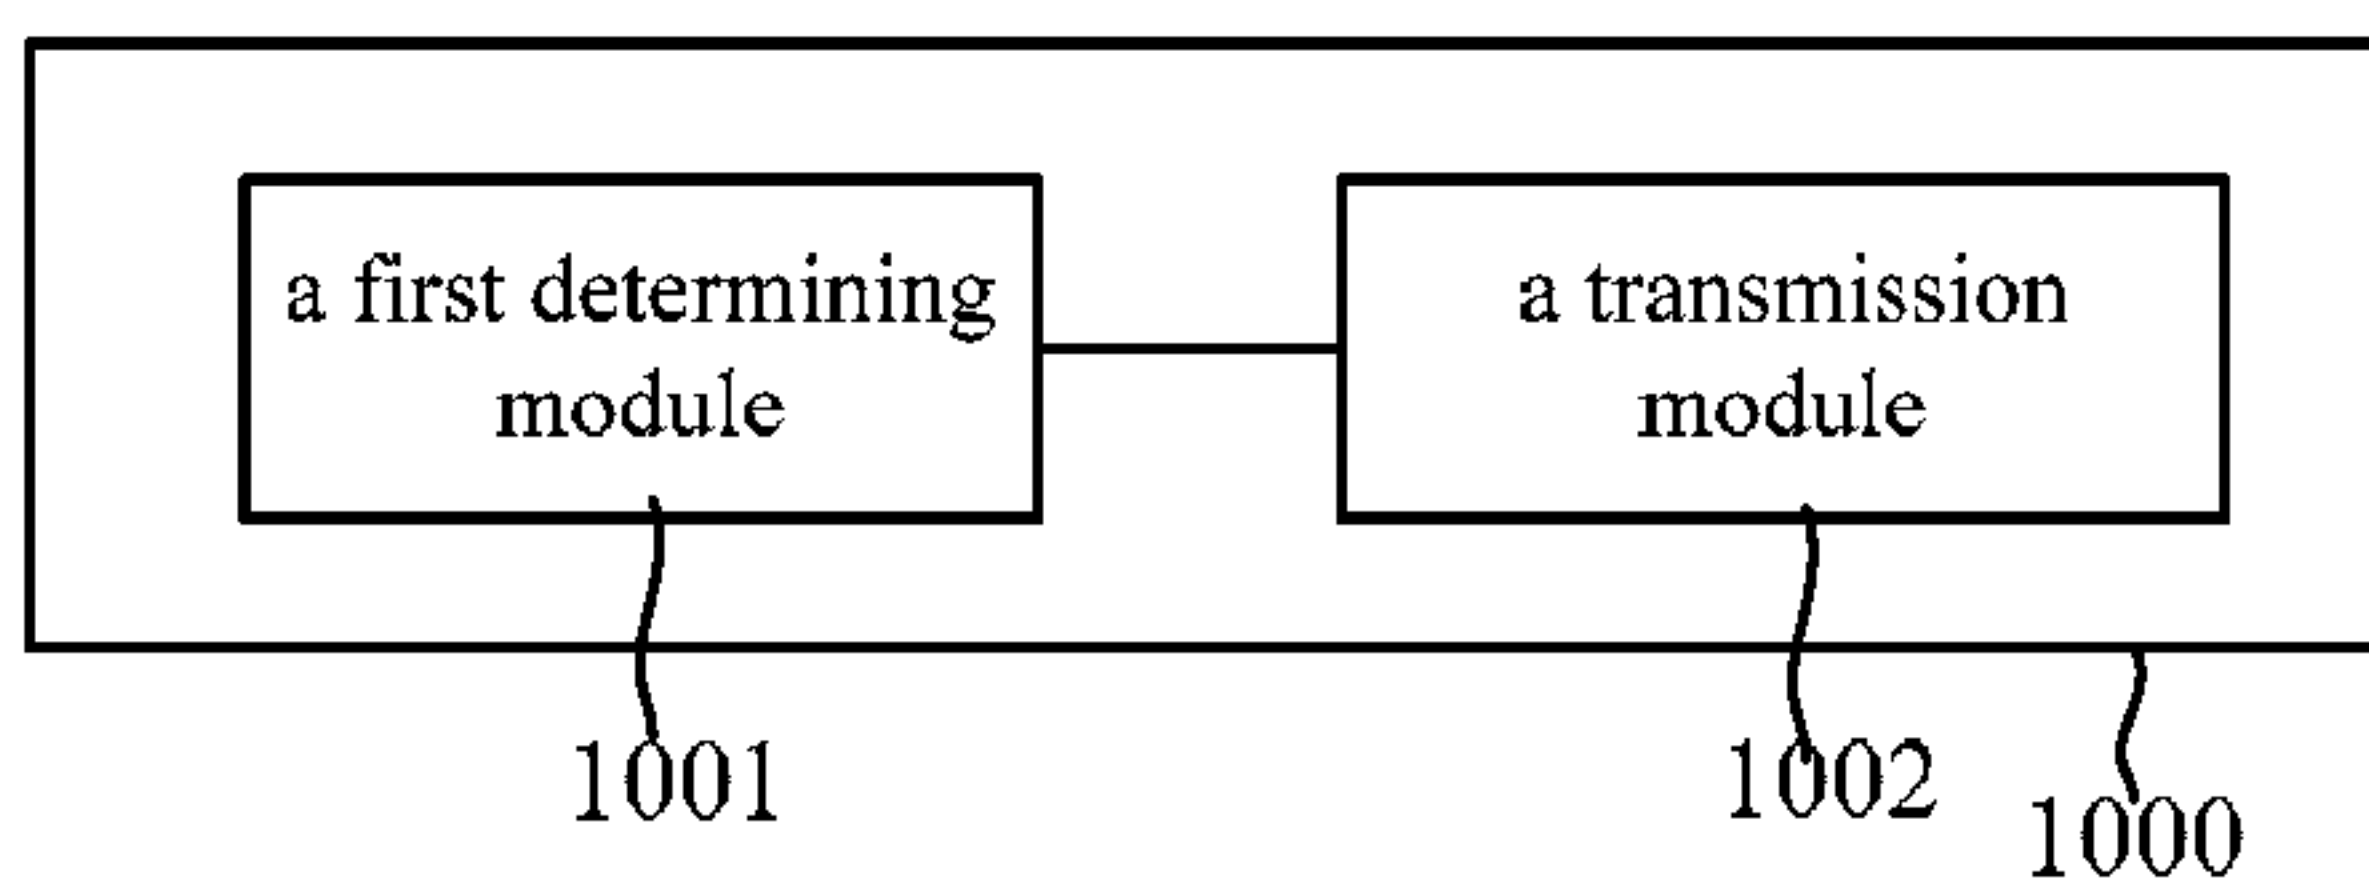 a first determining
module
a transmission
module
1001
1002
1000